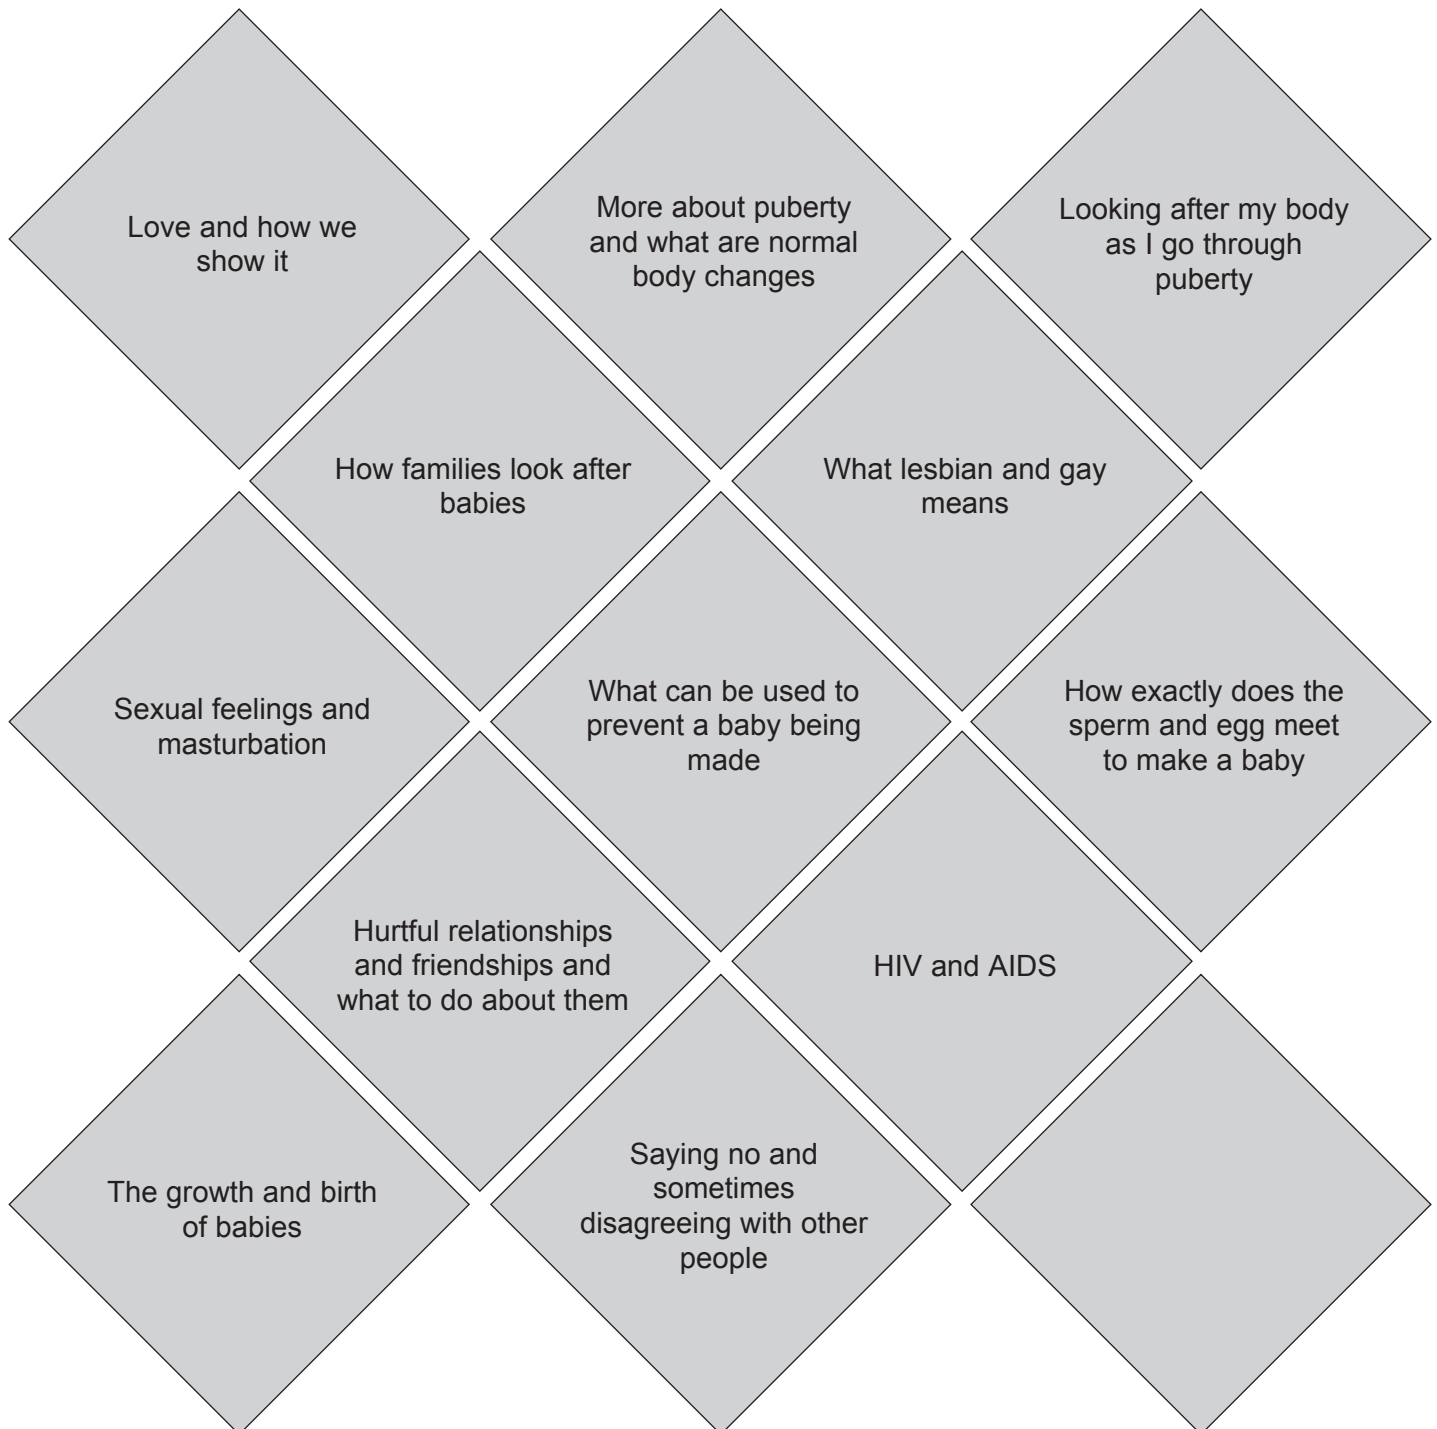 Love and how we
show it
More about puberty
and what are normal
body changes
Looking after my body
as I go through
puberty
How families look after
babies
What lesbian and gay
means
Sexual feelings and
masturbation
What can be used to
prevent a baby being
made
How exactly does the
sperm and egg meet
to make a baby
Hurtful relationships
and friendships and
what to do about them
HIV and AIDS
The growth and birth
of babies
Saying no and
sometimes
disagreeing with other
people